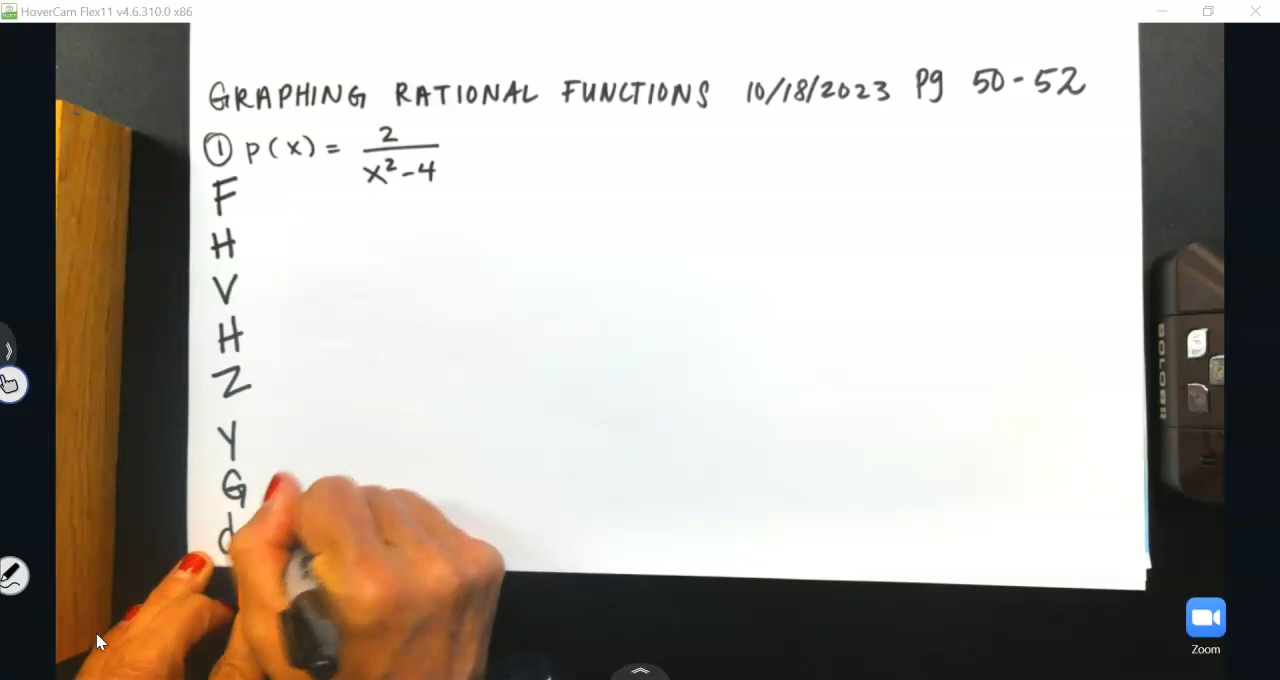 HoverCam Flex11 v4.6.310.0 x86
GRAPHING RATIONAL FUNCTIONS 10/18/2023 Pg 50-52
① p(x) = 2 / x²-4
F
H
V
H
Z
Y
G
d
BOLOBR
Zoom